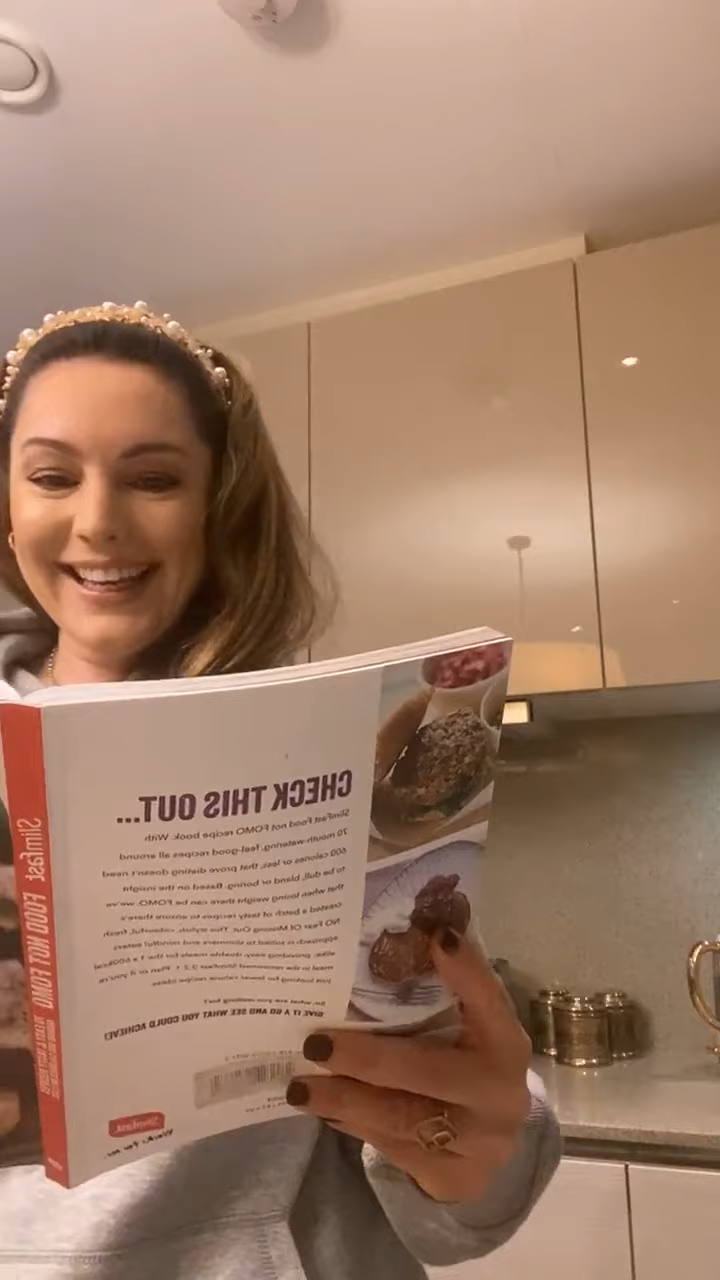 CHECK THIS OUT...
SlimFast Food not FOMO recipe book. With
70 mouth-watering, feel-good recipes all around
600 calories or less, that prove dieting doesn't need
to be dull, bland or boring. Based on the insight
that when losing weight there can be FOMO, we've
created a batch of tasty recipes to ensure there's
NO Fear Of Missing Out. This stylish, colourful, fresh
approach is suited to slimmers and mindful eaters
alike, providing easy, doable meals for the 1 x 600kcal
meal in the renowned SlimFast 3.2.1 Plan or if you're
just looking for lower calorie recipe ideas.
So, what are you waiting for?
GIVE IT A GO AND SEE WHAT YOU COULD ACHIEVE!
SlimFast
Works for me.
SlimFast FOOD NOT FOMO